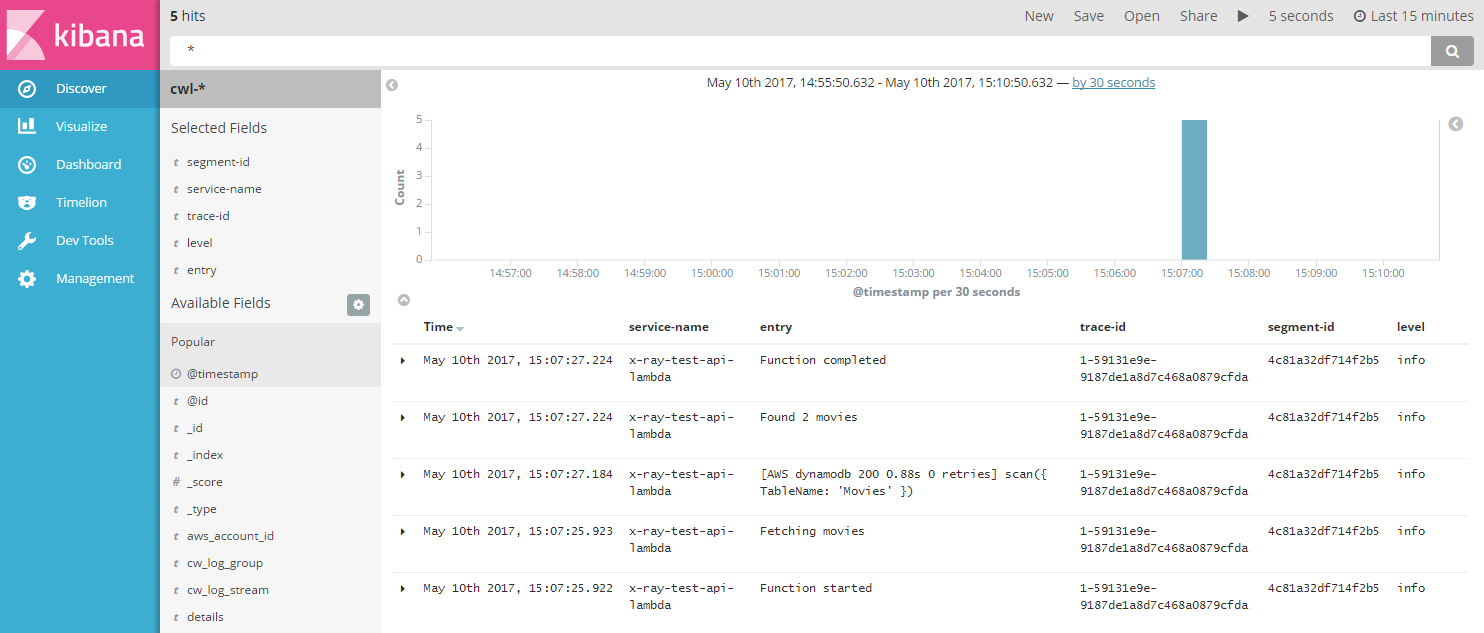 kibana
Discover
Visualize
Dashboard
Timelion
Dev Tools
Management
5 hits
New Save Open Share 5 seconds Last 15 minutes
*
cwl-*
Selected Fields
t segment-id
t service-name
t trace-id
t level
t entry
Available Fields
Popular
@timestamp
t @id
t _id
t _index
# _score
t _type
t aws_account_id
t cw_log_group
t cw_log_stream
t details
May 10th 2017, 14:55:50.632 - May 10th 2017, 15:10:50.632 — by 30 seconds
Count
5
4
3
2
1
0
14:57:00 14:58:00 14:59:00 15:00:00 15:01:00 15:02:00 15:03:00 15:04:00 15:05:00 15:06:00 15:07:00 15:08:00 15:09:00 15:10:00
@timestamp per 30 seconds
Time service-name entry trace-id segment-id level
May 10th 2017, 15:07:27.224 x-ray-test-api- Function completed 1-59131e9e- 4c81a32df714f2b5 info
lambda 9187de1a8d7c468a0879cfda
May 10th 2017, 15:07:27.224 x-ray-test-api- Found 2 movies 1-59131e9e- 4c81a32df714f2b5 info
lambda 9187de1a8d7c468a0879cfda
May 10th 2017, 15:07:27.184 x-ray-test-api- [AWS dynamodb 200 0.88s 0 retries] scan({ 1-59131e9e- 4c81a32df714f2b5 info
lambda TableName: 'Movies' }) 9187de1a8d7c468a0879cfda
May 10th 2017, 15:07:25.923 x-ray-test-api- Fetching movies 1-59131e9e- 4c81a32df714f2b5 info
lambda 9187de1a8d7c468a0879cfda
May 10th 2017, 15:07:25.922 x-ray-test-api- Function started 1-59131e9e- 4c81a32df714f2b5 info
lambda 9187de1a8d7c468a0879cfda